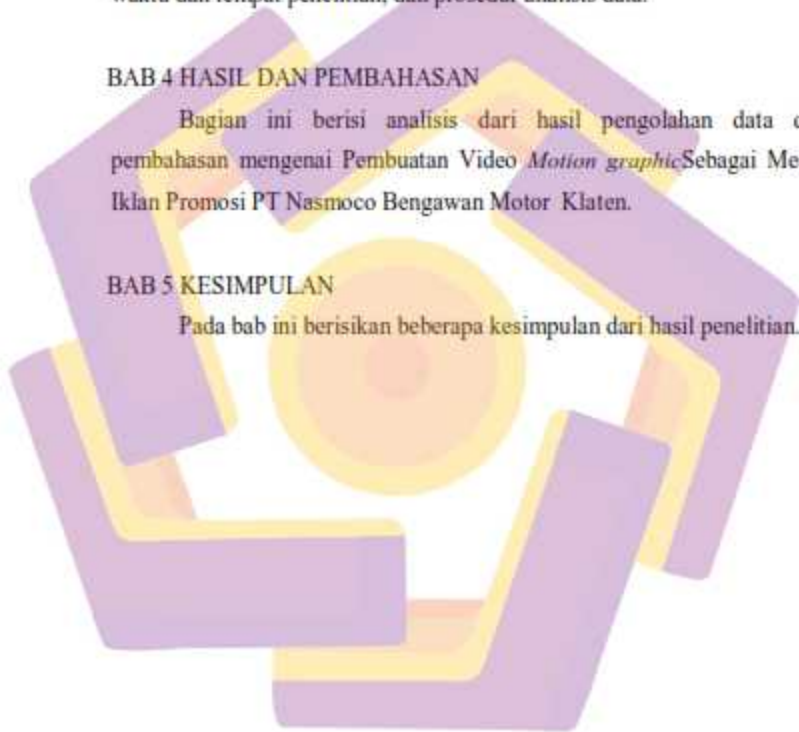 BAB 4 HASIL DAN PEMBAHASAN
Bagian ini berisi analisis dari hasil pengolahan data
pembahasan mengenai Pembuatan Video Motion graphicSebagai
Iklan Promosi PT Nasmoco Bengawan Motor Klaten.
BAB 5 KESIMPULAN
Pada bab ini berisikan beberapa kesimpulan dari hasil penelitian.